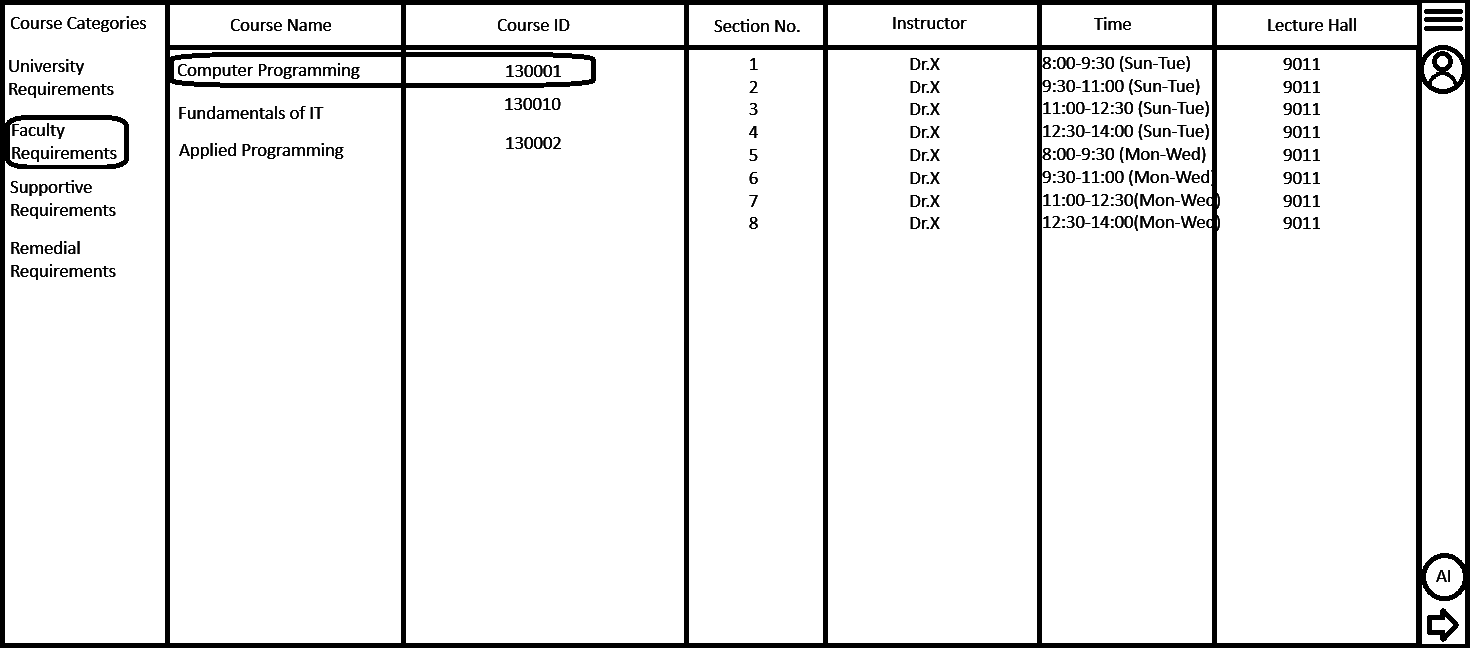 Course Categories Course Name Course ID Section No. Instructor Time Lecture Hall
University
Requirements
Faculty
Requirements
Supportive
Requirements
Remedial
Requirements
Computer Programming 130001
Fundamentals of IT 130010
Applied Programming 130002
1 Dr.X 8:00-9:30 (Sun-Tue) 9011
2 Dr.X 9:30-11:00 (Sun-Tue) 9011
3 Dr.X 11:00-12:30 (Sun-Tue) 9011
4 Dr.X 12:30-14:00 (Sun-Tue) 9011
5 Dr.X 8:00-9:30 (Mon-Wed) 9011
6 Dr.X 9:30-11:00 (Mon-Wed) 9011
7 Dr.X 11:00-12:30(Mon-Wed) 9011
8 Dr.X 12:30-14:00(Mon-Wed) 9011
AI